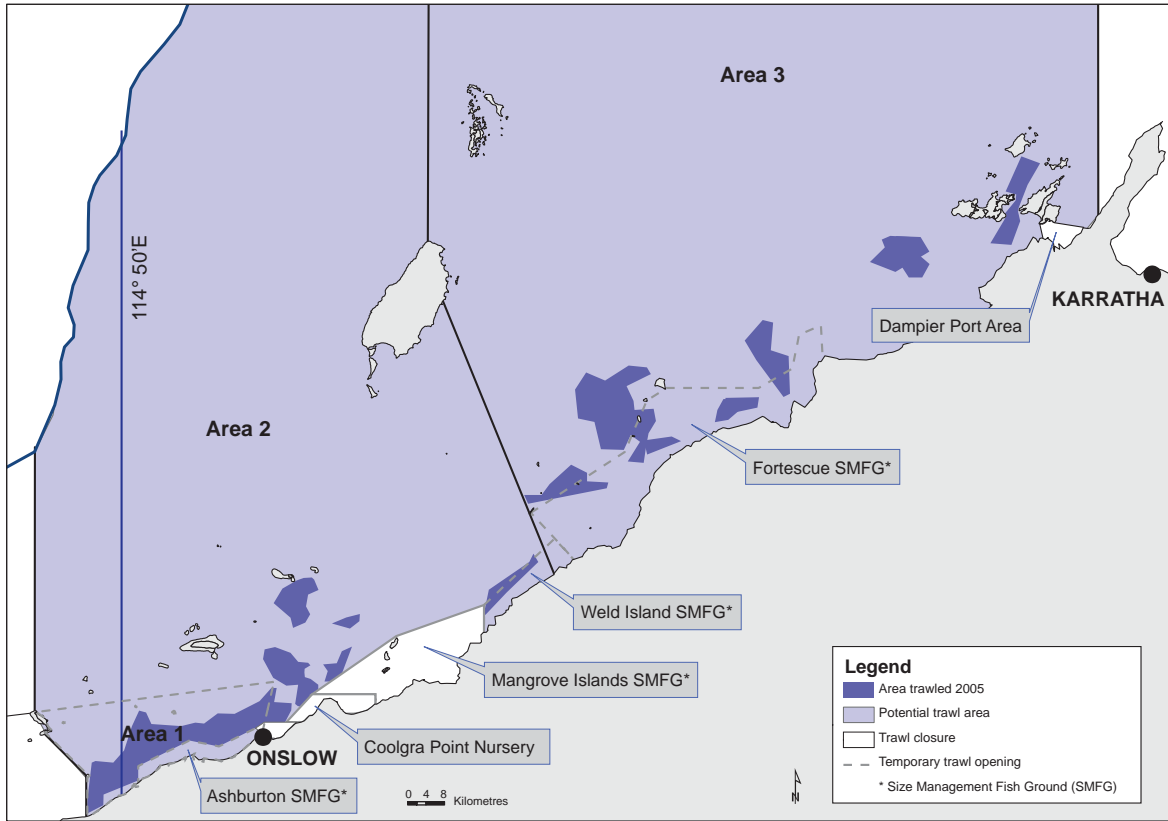 Area 3
114° 50'E
KARRATHA
Dampier Port Area
Area 2
Fortescue SMFG*
Weld Island SMFG*
Mangrove Islands SMFG*
Area 1
ONSLOW
Coolgra Point Nursery
Ashburton SMFG*
0 4 8 Kilometres
N
Legend
Area trawled 2005
Potential trawl area
Trawl closure
Temporary trawl opening
* Size Management Fish Ground (SMFG)